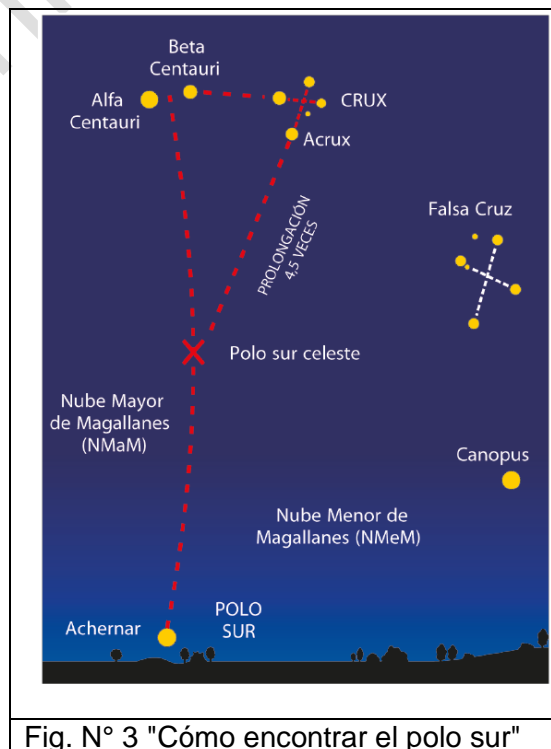 Beta
Centauri
Alfa
Centauri
CRUX
Acrux
PROLONGACIÓN
4,5 VECES
Falsa Cruz
Polo sur celeste
Nube Mayor
de Magallanes
(NMaM)
Canopus
Nube Menor de
Magallanes (NMeM)
Achernar
POLO
SUR
Fig. N° 3 "Cómo encontrar el polo sur"